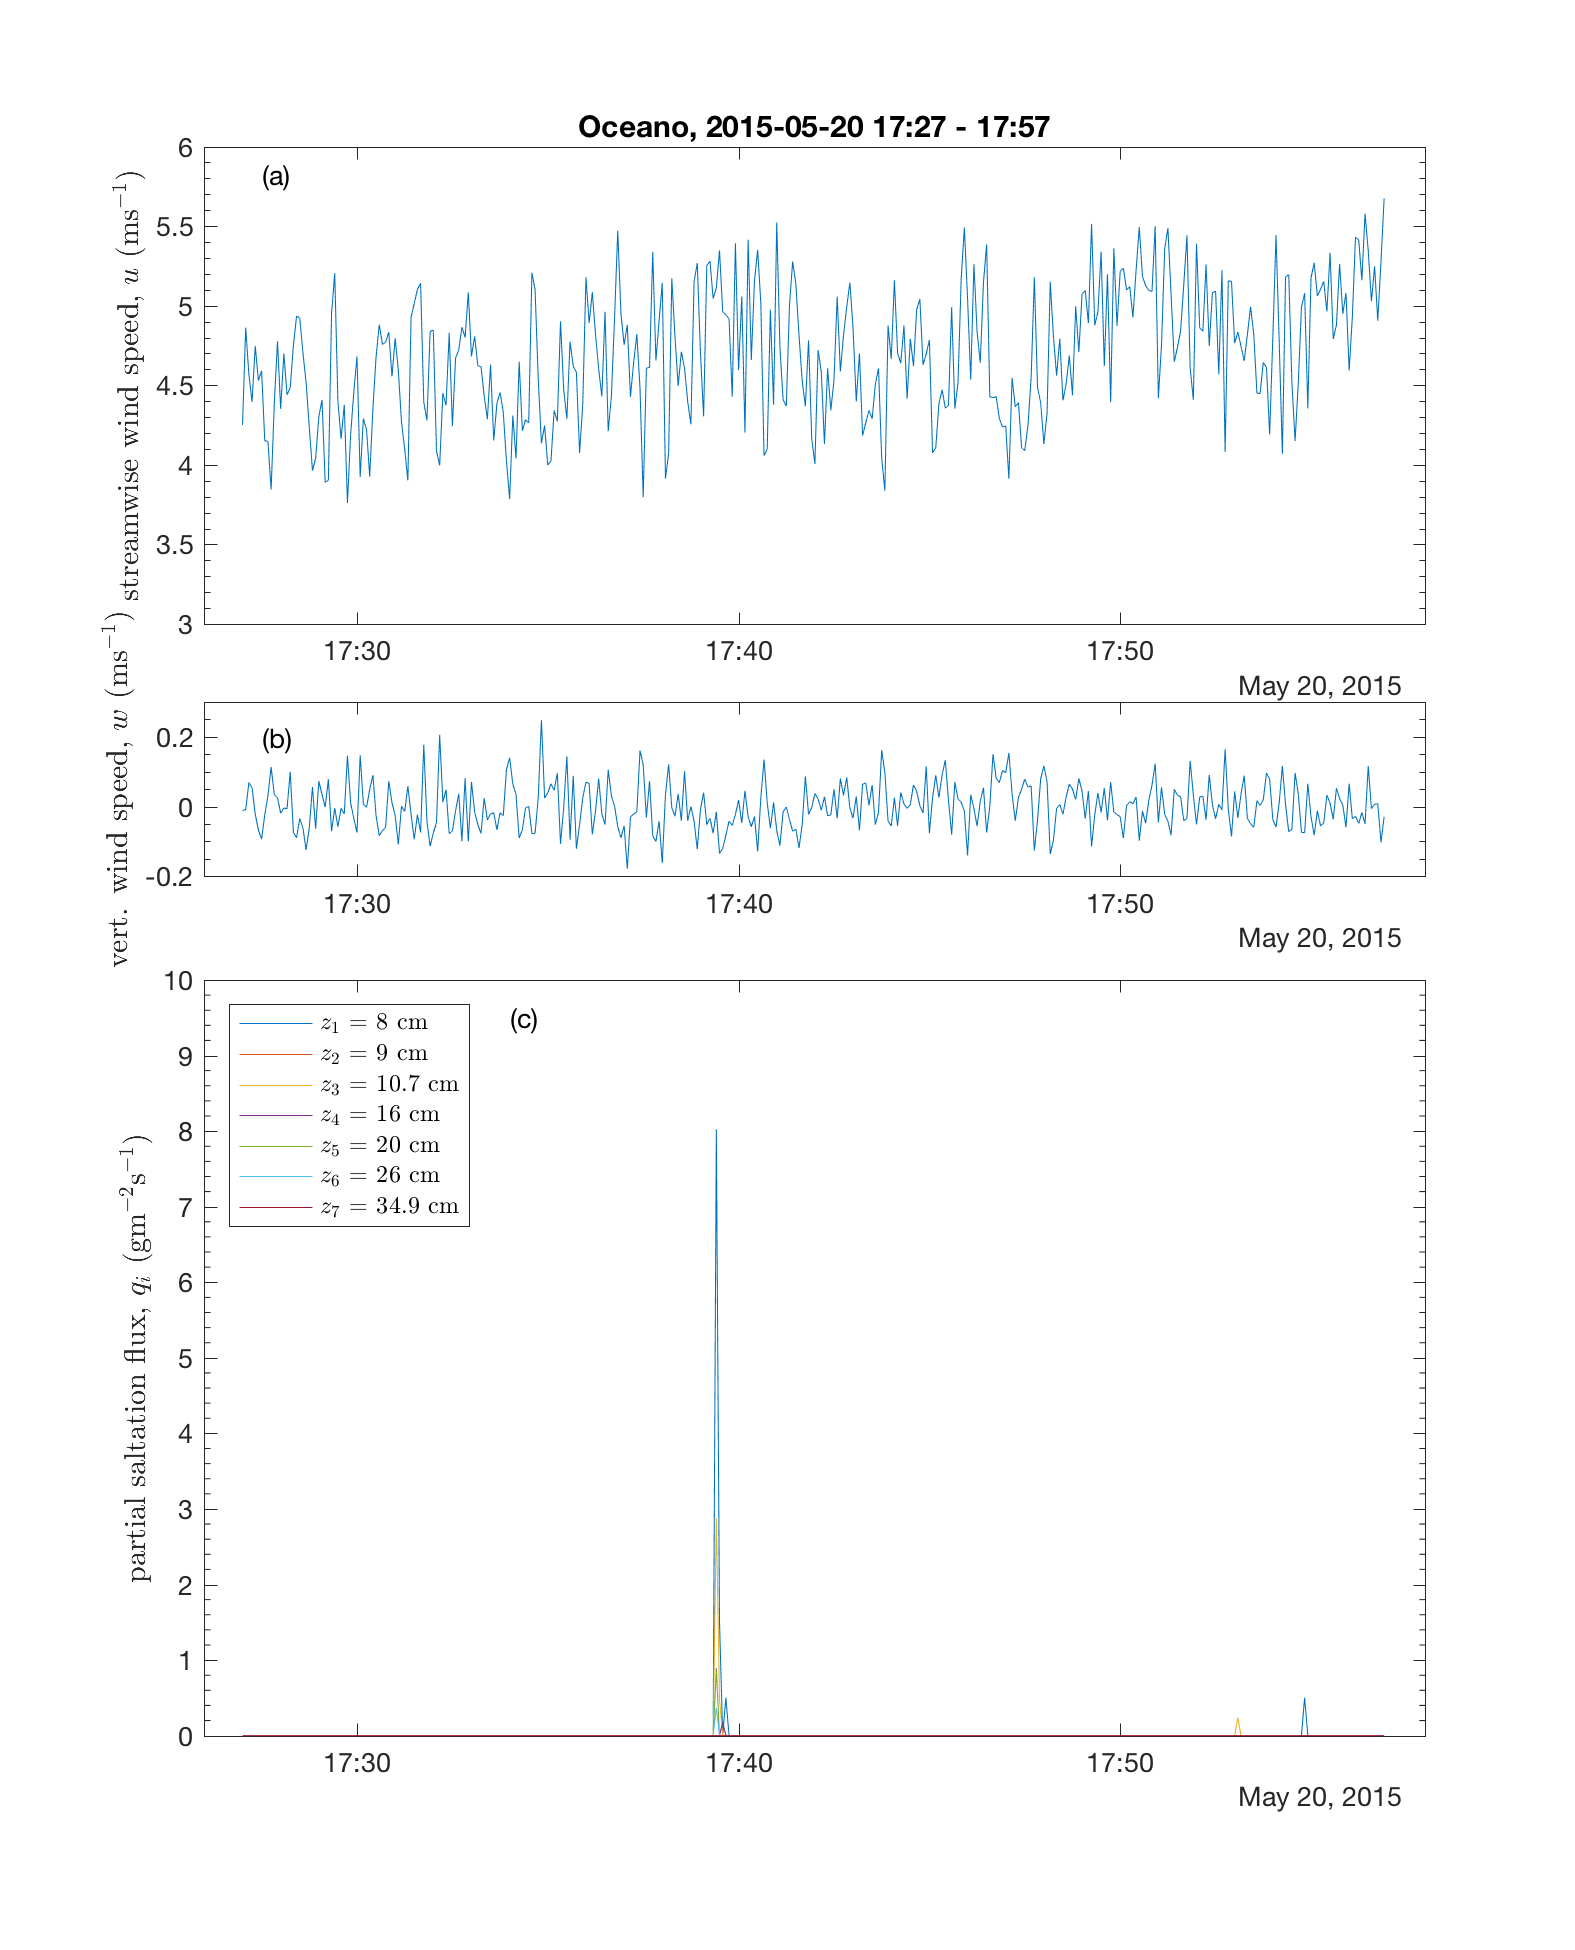 Oceano, 2015-05-20 17:27 - 17:57
(a)
streamwise wind speed, u (ms⁻¹)
6
5.5
5
4.5
4
3.5
3
17:30 17:40 17:50
May 20, 2015
(b)
vert. wind speed, w (ms⁻¹)
0.2
0
-0.2
17:30 17:40 17:50
May 20, 2015
(c)
partial saltation flux, qᵢ (gm⁻²s⁻¹)
10
9
8
7
6
5
4
3
2
1
0
z₁ = 8 cm
z₂ = 9 cm
z₃ = 10.7 cm
z₄ = 16 cm
z₅ = 20 cm
z₆ = 26 cm
z₇ = 34.9 cm
17:30 17:40 17:50
May 20, 2015